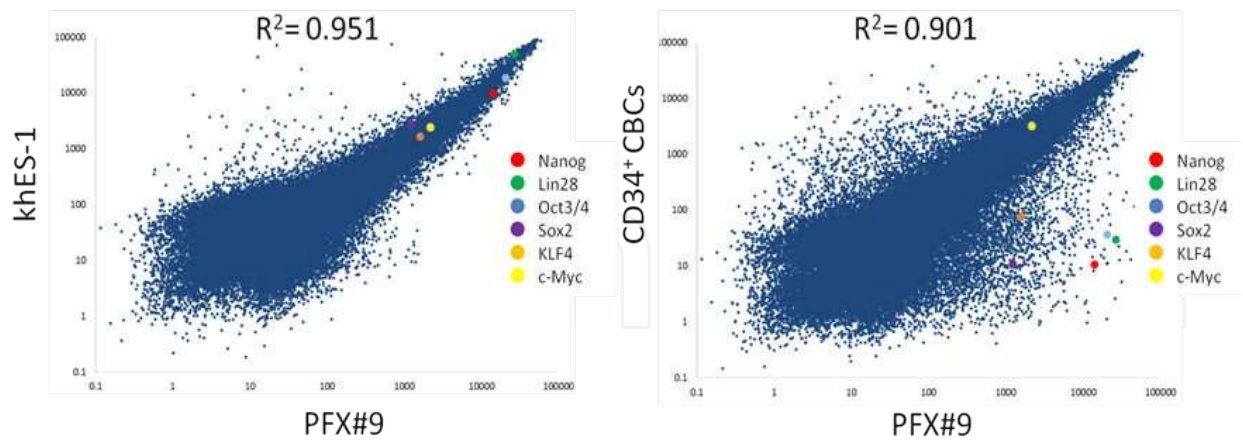 R²= 0.951
khES-1
100000
10000
1000
100
10
1
0.1
0.1
1
10
100
1000
10000
100000
PFX#9
Nanog
Lin28
Oct3/4
Sox2
KLF4
c-Myc
R²= 0.901
CD34⁺ CBCs
100000
10000
1000
100
10
1
0.1
0.1
1
10
100
1000
10000
100000
PFX#9
Nanog
Lin28
Oct3/4
Sox2
KLF4
c-Myc